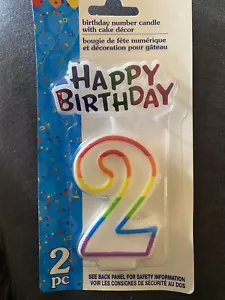 birthday number candle
with cake décor
bougie de fête numérique
et décoration pour gâteau
HAPPY
BIRTHDAY
2
2
pc
SEE BACK PANEL FOR SAFETY INFORMATION
VOIR LES CONSIGNES DE SÉCURITÉ AU DOS